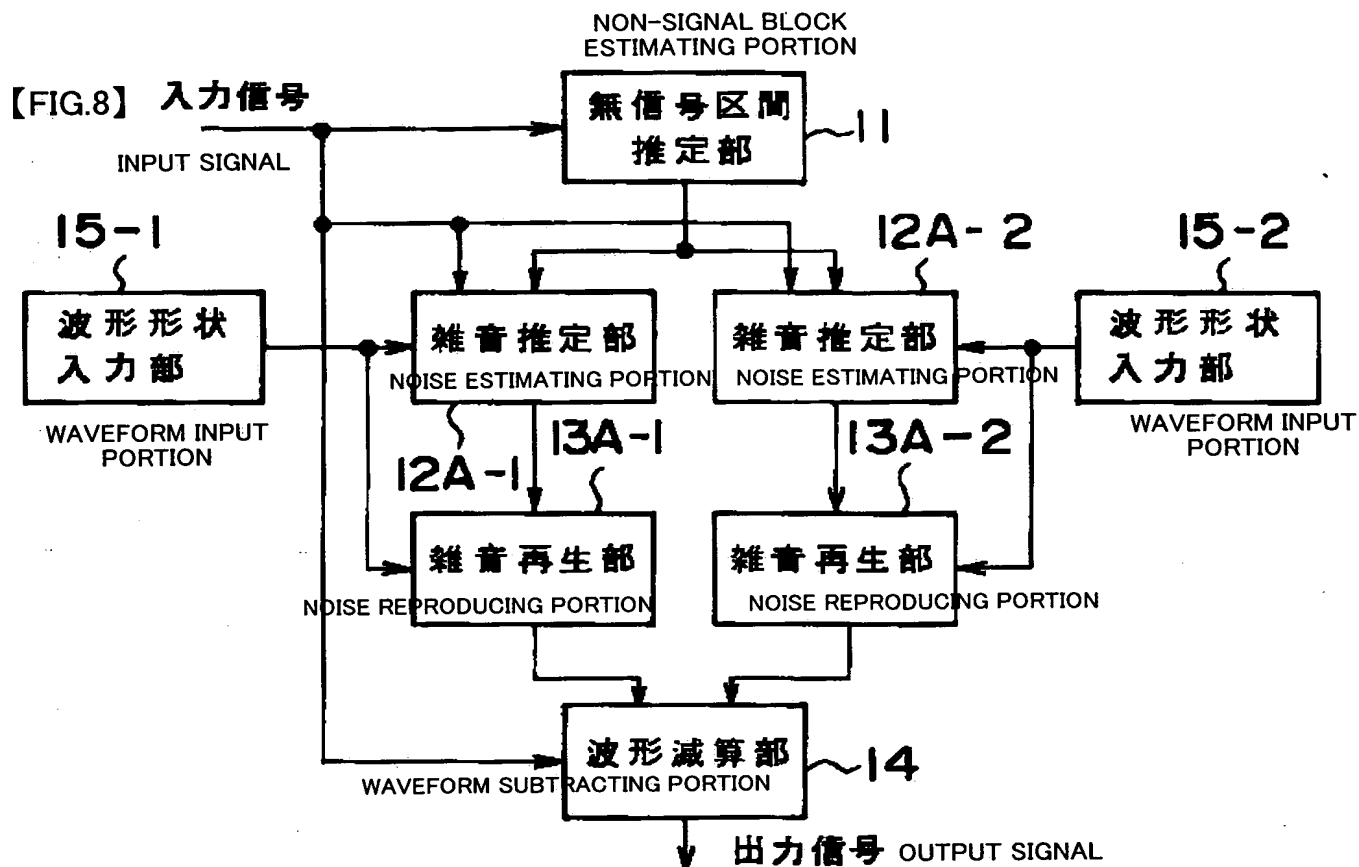 NON-SIGNAL BLOCK
ESTIMATING PORTION
【FIG.8】 入力信号
INPUT SIGNAL
無信号区間
推定部
11
15-1
12A-2
15-2
波形形状
入力部
雑音推定部
NOISE ESTIMATING PORTION
雑音推定部
NOISE ESTIMATING PORTION
波形形状
入力部
WAVEFORM INPUT
PORTION
WAVEFORM INPUT
PORTION
12A-1
13A-1
13A-2
雑音再生部
NOISE REPRODUCING PORTION
雑音再生部
NOISE REPRODUCING PORTION
波形減算部
WAVEFORM SUBTRACTING PORTION
14
出力信号 OUTPUT SIGNAL